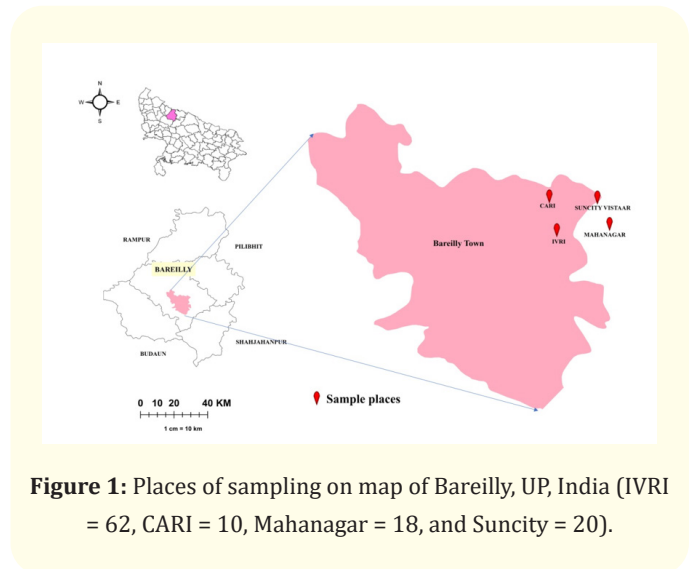 N
W E
S
RAMPUR
PILIBHIT
BAREILLY
BUDAUN
SHAHJAHANPUR
0 10 20 40 KM
1 cm = 10 km
CARI
SUNCITY VISTAAR
IVRI
MAHANAGAR
Bareilly Town
Sample places
Figure 1: Places of sampling on map of Bareilly, UP, India (IVRI
= 62, CARI = 10, Mahanagar = 18, and Suncity = 20).